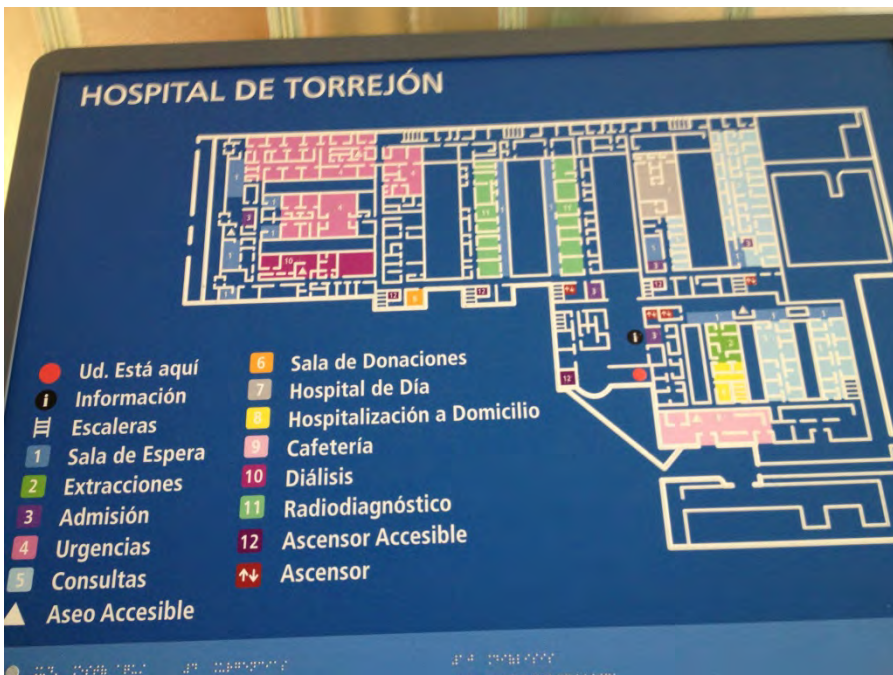 HOSPITAL DE TORREJÓN
Ud. Está aquí
i Información
Escaleras
1 Sala de Espera
2 Extracciones
3 Admisión
4 Urgencias
5 Consultas
Aseo Accesible
6 Sala de Donaciones
7 Hospital de Día
8 Hospitalización a Domicilio
9 Cafetería
10 Diálisis
11 Radiodiagnóstico
12 Ascensor Accesible
Ascensor